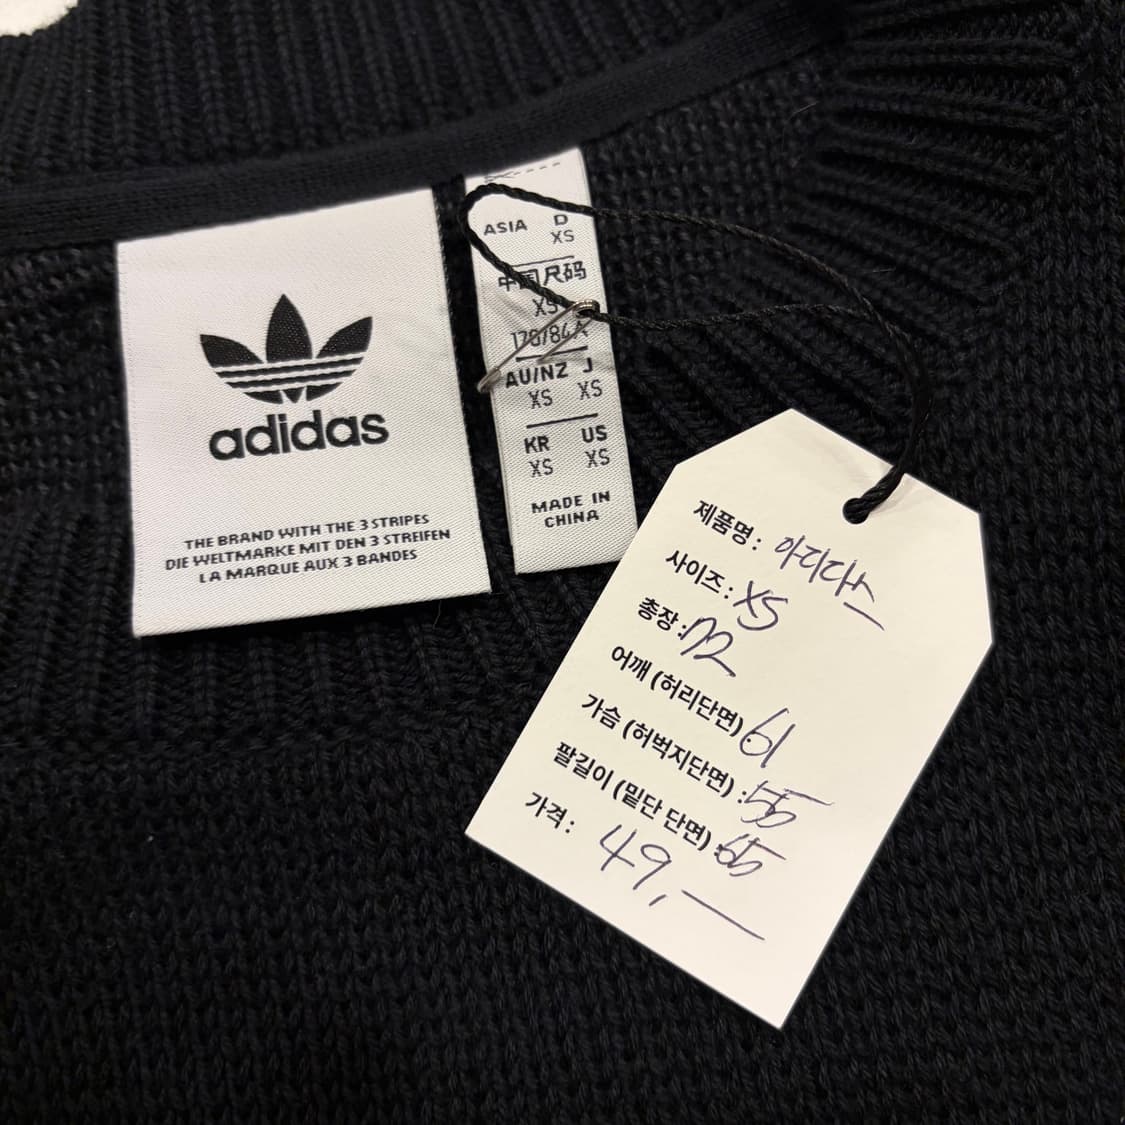 adidas
THE BRAND WITH THE 3 STRIPES
DIE WELTMARKE MIT DEN 3 STREIFEN
LA MARQUE AUX 3 BANDES
ASIA D
XS
中国尺码
XS
170/84A
AU/NZ J
XS XS
KR US
XS XS
MADE IN
CHINA
제품명: 아디다스
사이즈: XS
총장: 72
어깨 (허리단면) 61
가슴 (허벅지단면) : 55
팔길이 (밑단 단면) : 65
가격: 49,—